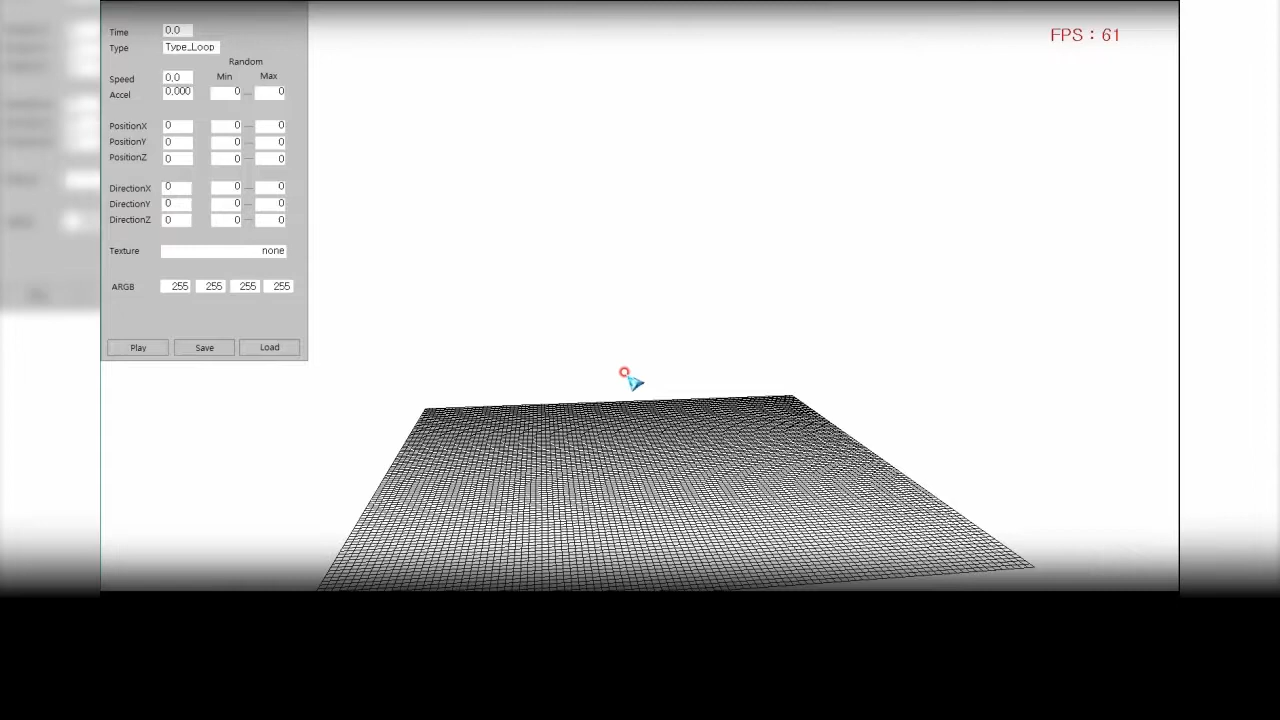 FPS : 61
Time 0,0
Type Type_Loop
Random
Speed 0,0 Min Max
Accel 0,000 0 — 0
PositionX 0 0 — 0
PositionY 0 0 — 0
PositionZ 0 0 — 0
DirectionX 0 0 — 0
DirectionY 0 0 — 0
DirectionZ 0 0 — 0
Texture none
ARGB 255 255 255 255
Play Save Load